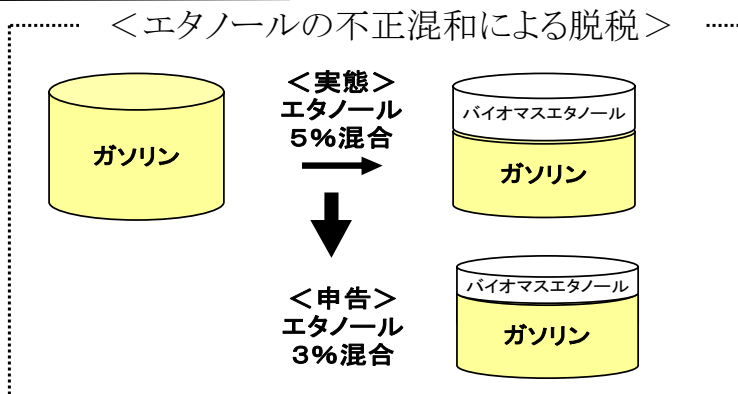 ＜エタノールの不正混和による脱税＞
ガソリン
＜実態＞
エタノール
５％混合
バイオマスエタノール
ガソリン
＜申告＞
エタノール
３％混合
バイオマスエタノール
ガソリン